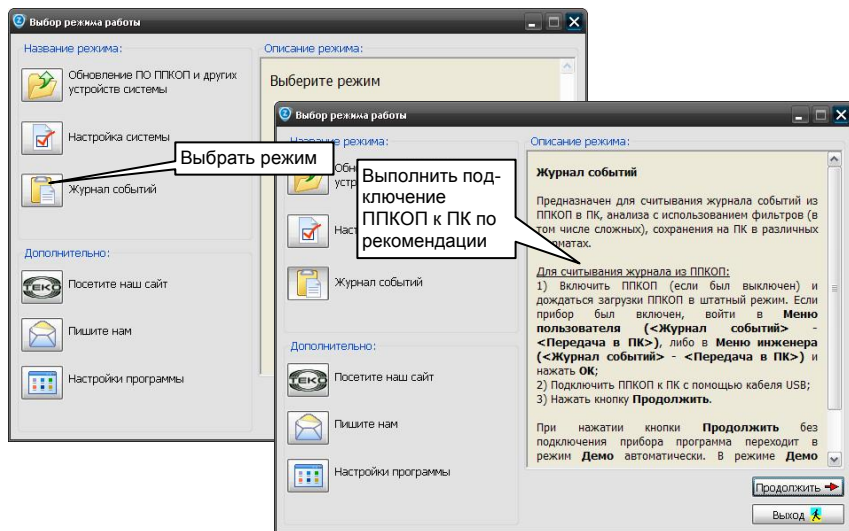 Выбор режима работы
Название режима:
Обновление ПО ППКОП и других
устройств системы
Настройка системы
Журнал событий
Дополнительно:
ТЕКО
Посетите наш сайт
Пишите нам
Настройки программы
Описание режима:
Выберите режим
Выбрать режим
Выбор режима работы
режима:
Журнал событий
Дополнительно:
ТЕКО
Посетите наш сайт
Пишите нам
Настройки программы
Выполнить под-
ключение
ППКОП к ПК по
рекомендации
Описание режима:
Журнал событий
Предназначен для считывания журнала событий из
ППКОП в ПК, анализа с использованием фильтров (в
том числе сложных), сохранения на ПК в различных
Для считывания журнала из ППКОП:
1) Включить ППКОП (если был выключен) и
дождаться загрузки ППКОП в штатный режим. Если
прибор был включен, войти в Меню
пользователя (<Журнал событий> -
<Передача в ПК>), либо в Меню инженера
(<Журнал событий> - <Передача в ПК>) и
нажать ОК;
2) Подключить ППКОП к ПК с помощью кабеля USB;
3) Нажать кнопку Продолжить.
При нажатии кнопки Продолжить без
подключения прибора программа переходит в
режим Демо автоматически. В режиме Демо
Продолжить
Выход